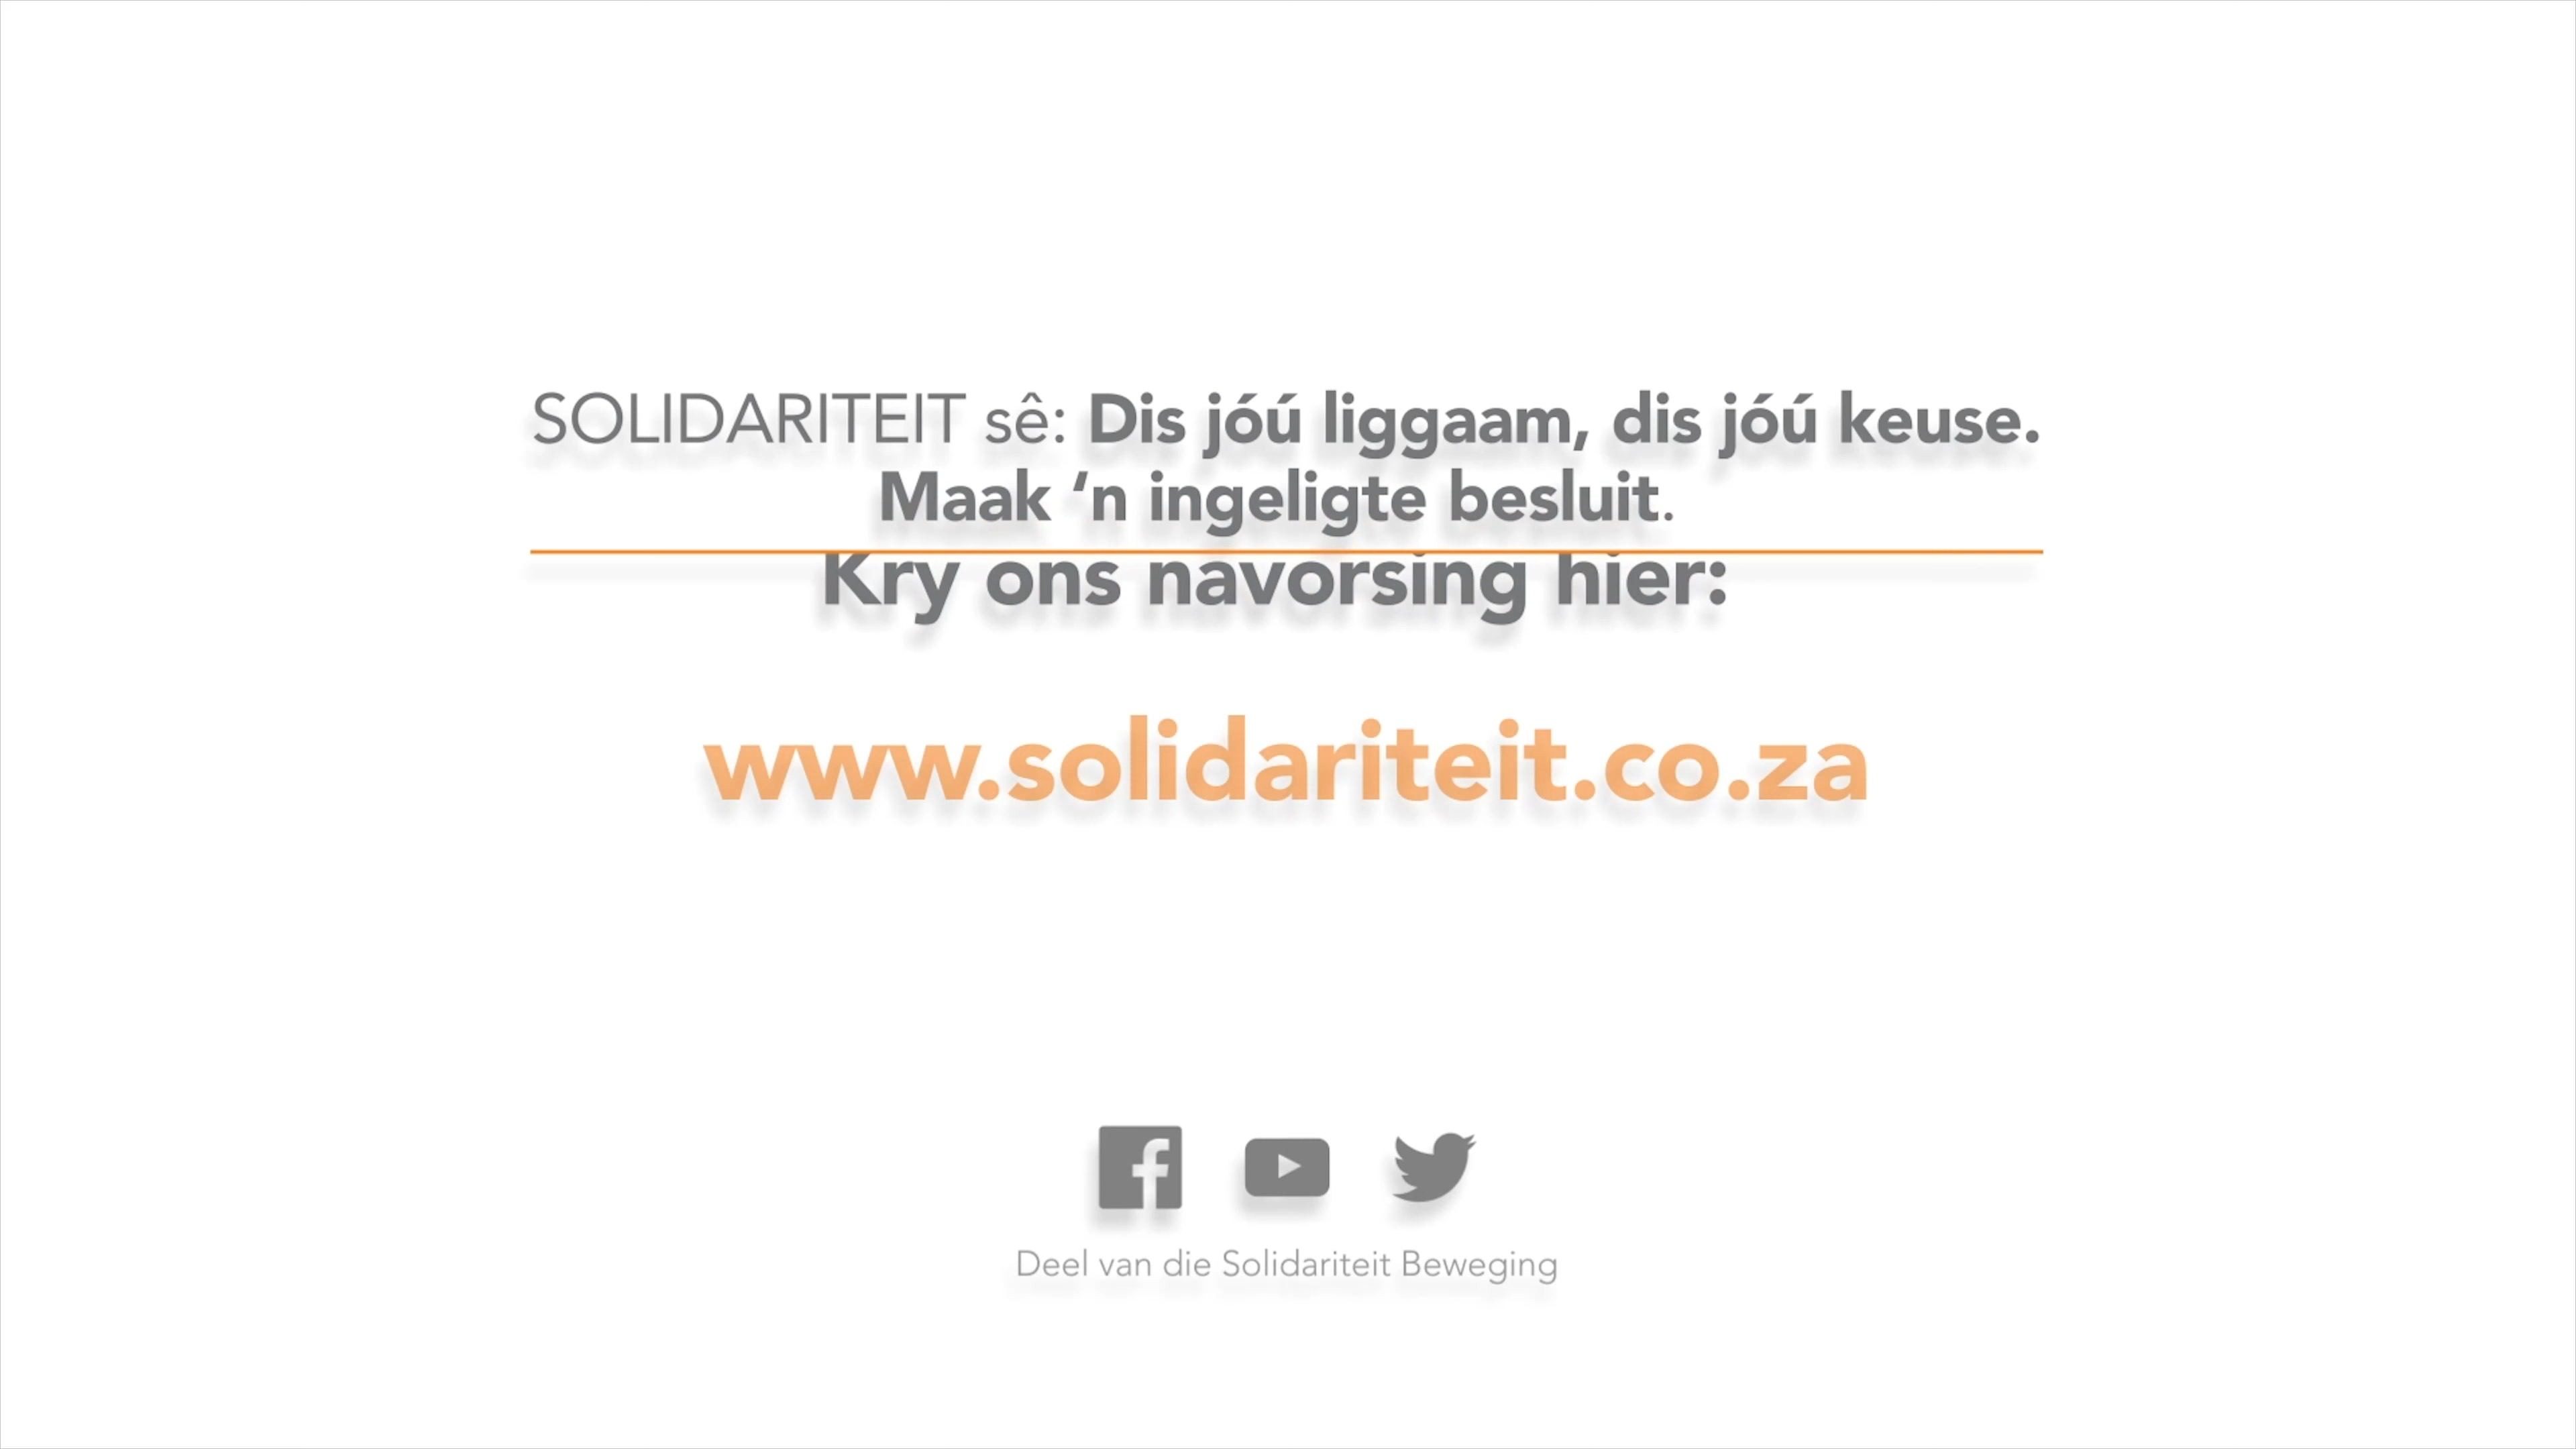 SOLIDARITEIT sê: Dis jóú liggaam, dis jóú keuse.
Maak ‘n ingeligte besluit.
Kry ons navorsing hier:
www.solidariteit.co.za
Deel van die Solidariteit Beweging